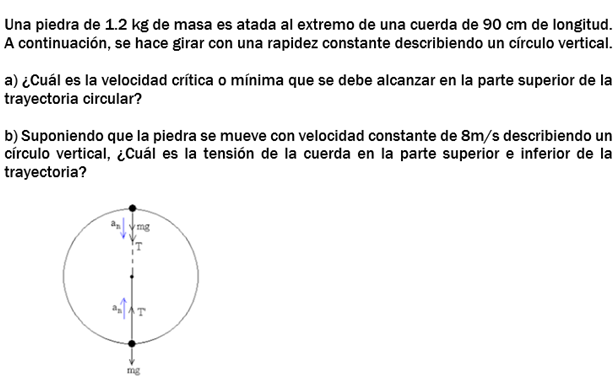 Una piedra de 1.2 kg de masa es atada al extremo de una cuerda de 90 cm de longitud.
A continuación, se hace girar con una rapidez constante describiendo un círculo vertical.
a) ¿Cuál es la velocidad crítica o mínima que se debe alcanzar en la parte superior de la
trayectoria circular?
b) Suponiendo que la piedra se mueve con velocidad constante de 8m/s describiendo un
círculo vertical, ¿Cuál es la tensión de la cuerda en la parte superior e inferior de la
trayectoria?
an mg
T
an T
mg